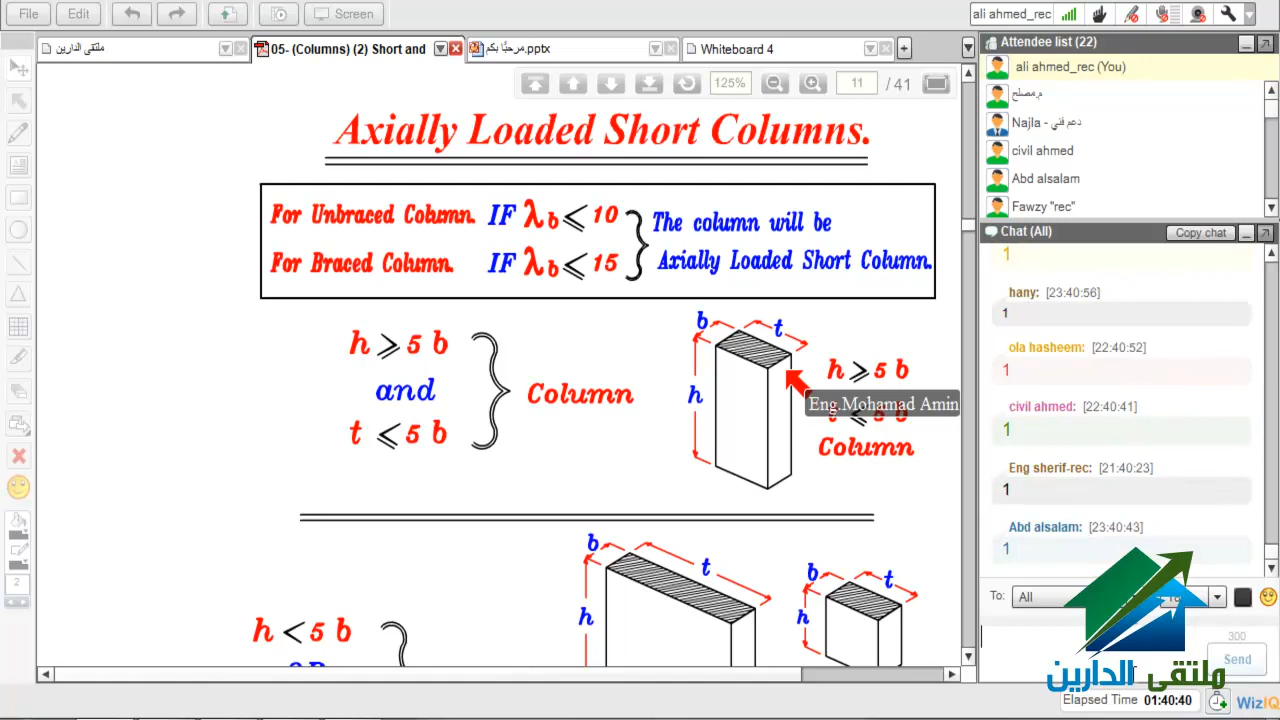 File
Edit
Screen
ali ahmed_rec
ملتقى الدارين
05- (Columns) (2) Short and
مرحبًا بكم.pptx
Whiteboard 4
125%
11
/ 41
Axially Loaded Short Columns.
For Unbraced Column. IF λb ⩽ 10
For Braced Column. IF λb ⩽ 15
The column will be
Axially Loaded Short Column.
h ⩾ 5 b
and
t ⩽ 5 b
Column
b
t
h
h ⩾ 5 b
Eng.Mohamad Amin
t ⩽ 5 b
Column
b
t
h
b
t
h
h < 5 b
OR
2
Attendee list (22)
ali ahmed_rec (You)
م.مصلح
Najla - دعم فني
civil ahmed
Abd alsalam
Fawzy "rec"
Chat (All)
Copy chat
1
hany: [23:40:56]
1
ola hasheem: [22:40:52]
1
civil ahmed: [22:40:41]
1
Eng sherif-rec: [21:40:23]
1
Abd alsalam: [23:40:43]
1
To:
All
300
Send
ملتقى الدارين
Elapsed Time 01:40:40
WizIQ